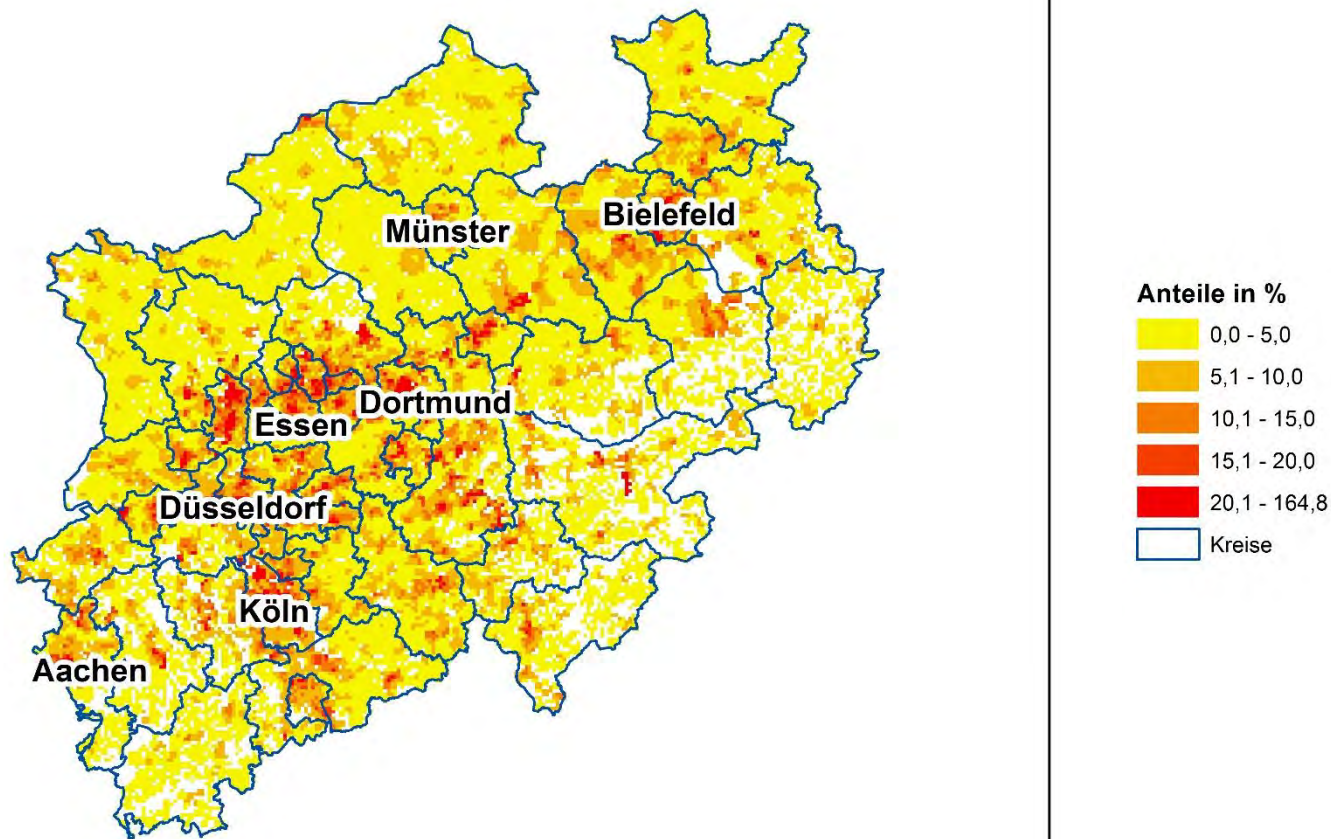 Münster
Bielefeld
Essen
Dortmund
Düsseldorf
Köln
Aachen
Anteile in %
0,0 - 5,0
5,1 - 10,0
10,1 - 15,0
15,1 - 20,0
20,1 - 164,8
Kreise